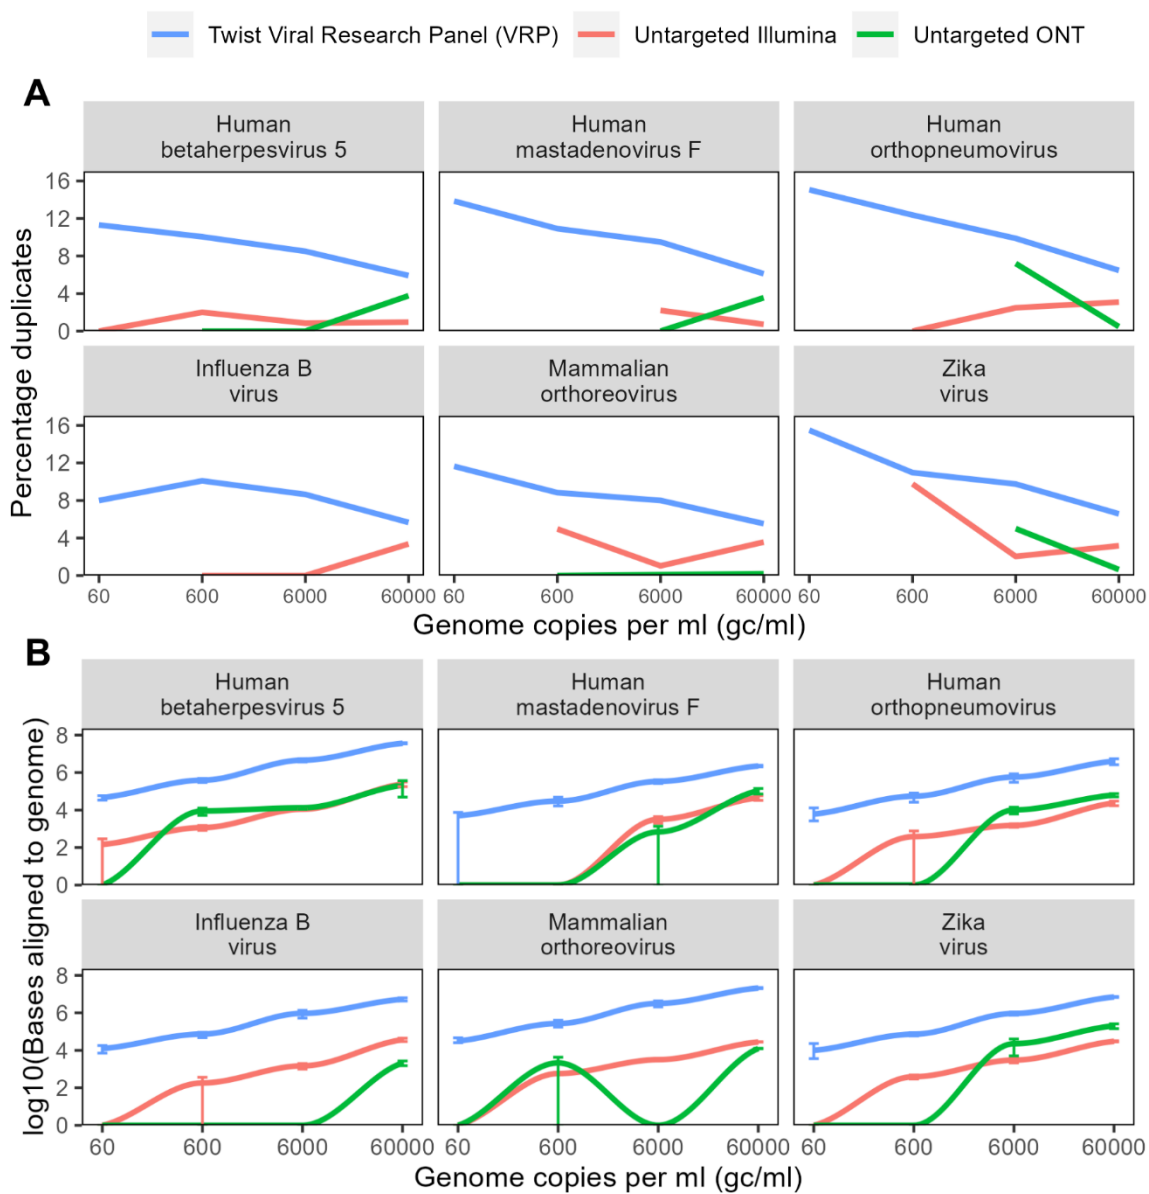 Twist Viral Research Panel (VRP) Untargeted Illumina Untargeted ONT
A
Human
betaherpesvirus 5
Human
mastadenovirus F
Human
orthopneumovirus
16
12
8
4
0
Influenza B
virus
Mammalian
orthoreovirus
Zika
virus
16
12
8
4
0
Percentage duplicates
60 600 6000 60000 60 600 6000 60000 60 600 6000 60000
Genome copies per ml (gc/ml)
B
Human
betaherpesvirus 5
Human
mastadenovirus F
Human
orthopneumovirus
8
6
4
2
0
Influenza B
virus
Mammalian
orthoreovirus
Zika
virus
8
6
4
2
0
log10(Bases aligned to genome)
60 600 6000 60000 60 600 6000 60000 60 600 6000 60000
Genome copies per ml (gc/ml)